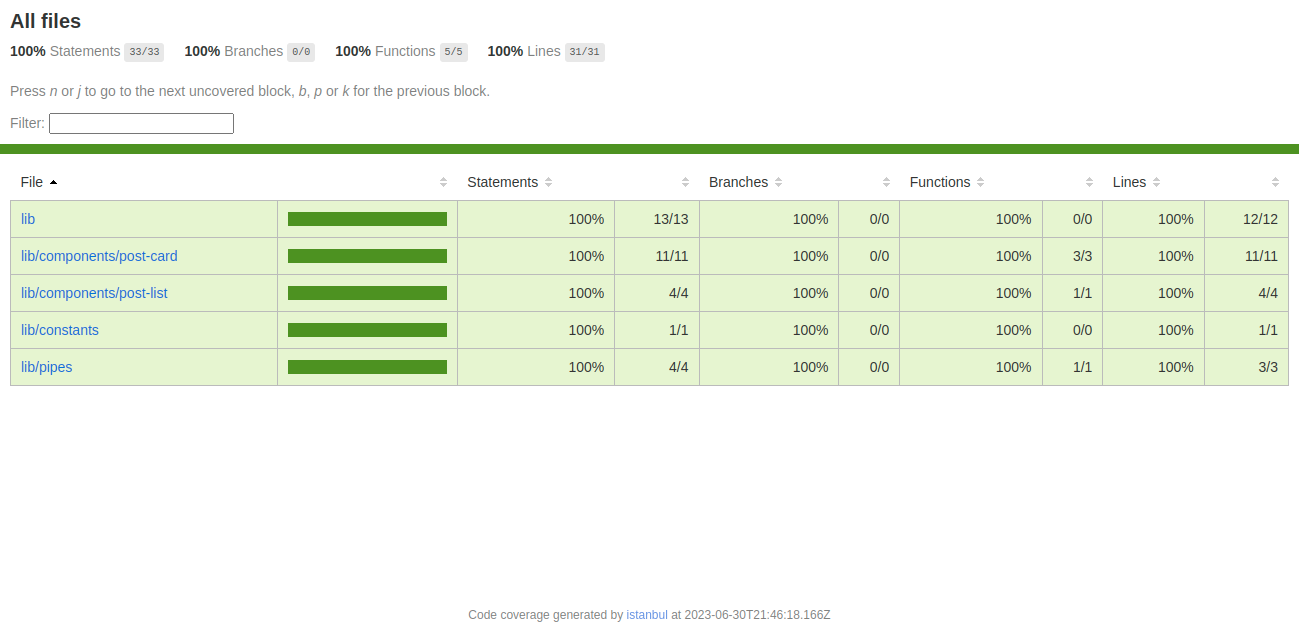 All files
100% Statements 33/33 100% Branches 0/0 100% Functions 5/5 100% Lines 31/31
Press n or j to go to the next uncovered block, b, p or k for the previous block.
Filter:
File Statements Branches Functions Lines
lib 100% 13/13 100% 0/0 100% 0/0 100% 12/12
lib/components/post-card 100% 11/11 100% 0/0 100% 3/3 100% 11/11
lib/components/post-list 100% 4/4 100% 0/0 100% 1/1 100% 4/4
lib/constants 100% 1/1 100% 0/0 100% 0/0 100% 1/1
lib/pipes 100% 4/4 100% 0/0 100% 1/1 100% 3/3
Code coverage generated by istanbul at 2023-06-30T21:46:18.166Z